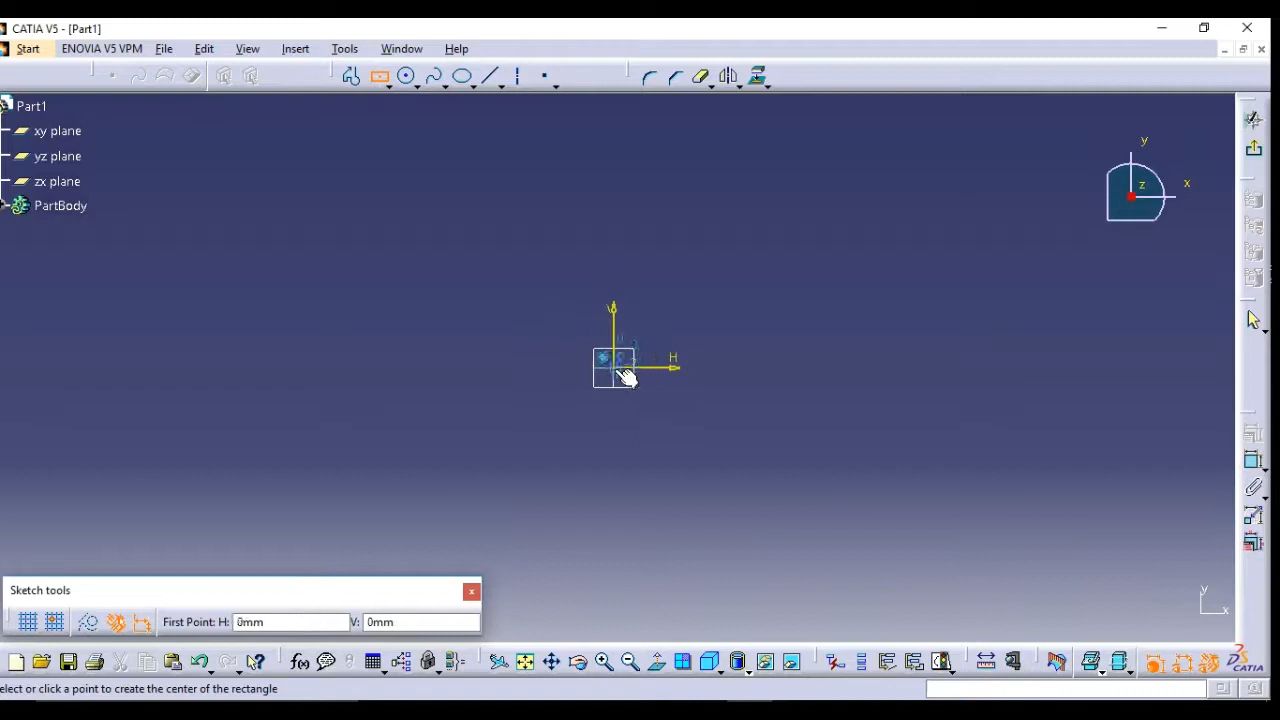 CATIA V5 - [Part1]
Start ENOVIA V5 VPM File Edit View Insert Tools Window Help
Part1
xy plane
yz plane
zx plane
PartBody
y
x
z
V
H
Sketch tools
First Point: H: 0mm V: 0mm
y
x
f(x)
CATIA
elect or click a point to create the center of the rectangle